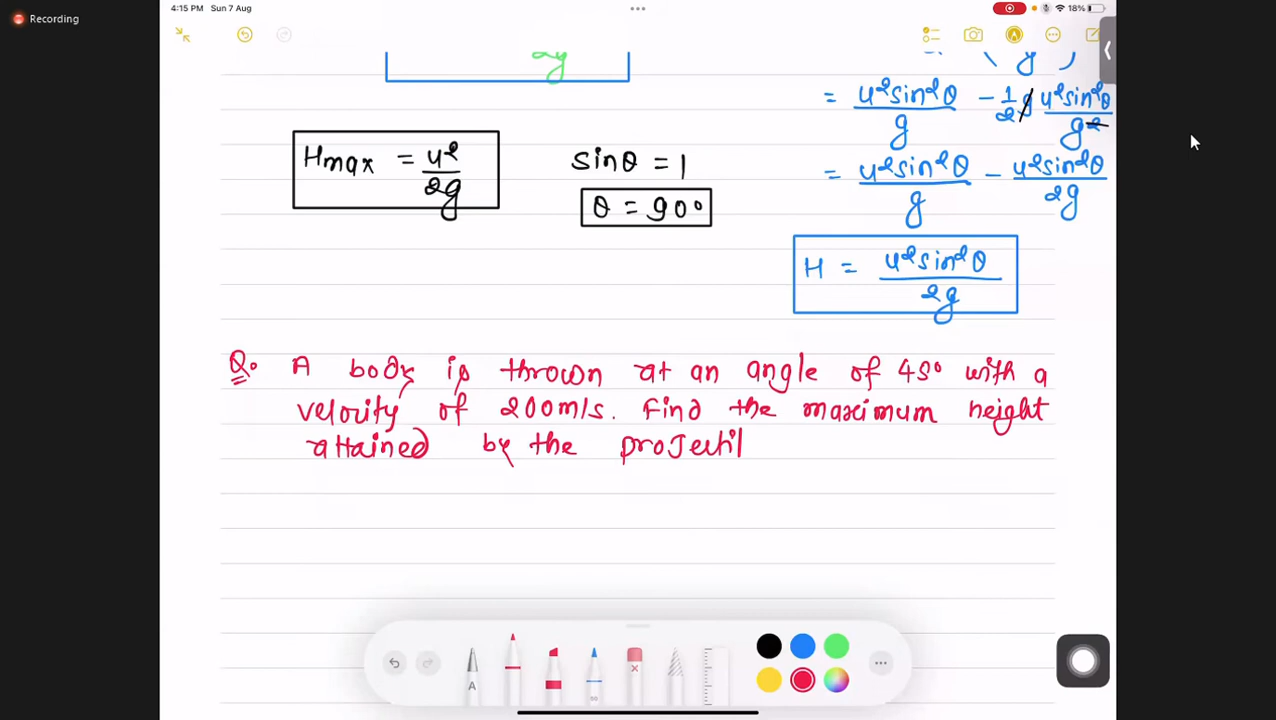 4:15 PM Sun 7 Aug
18%
Recording
2g
g
= u²sin²θ/g - 1/2 g u²sin²θ/g²
= u²sin²θ/g - u²sin²θ/2g
Hmax = u²/2g
sinθ = 1
θ = 90°
H = u²sin²θ/2g
Q. A body is thrown at an angle of 45° with a
velocity of 200m/s. Find the maximum height
attained by the projectil
A